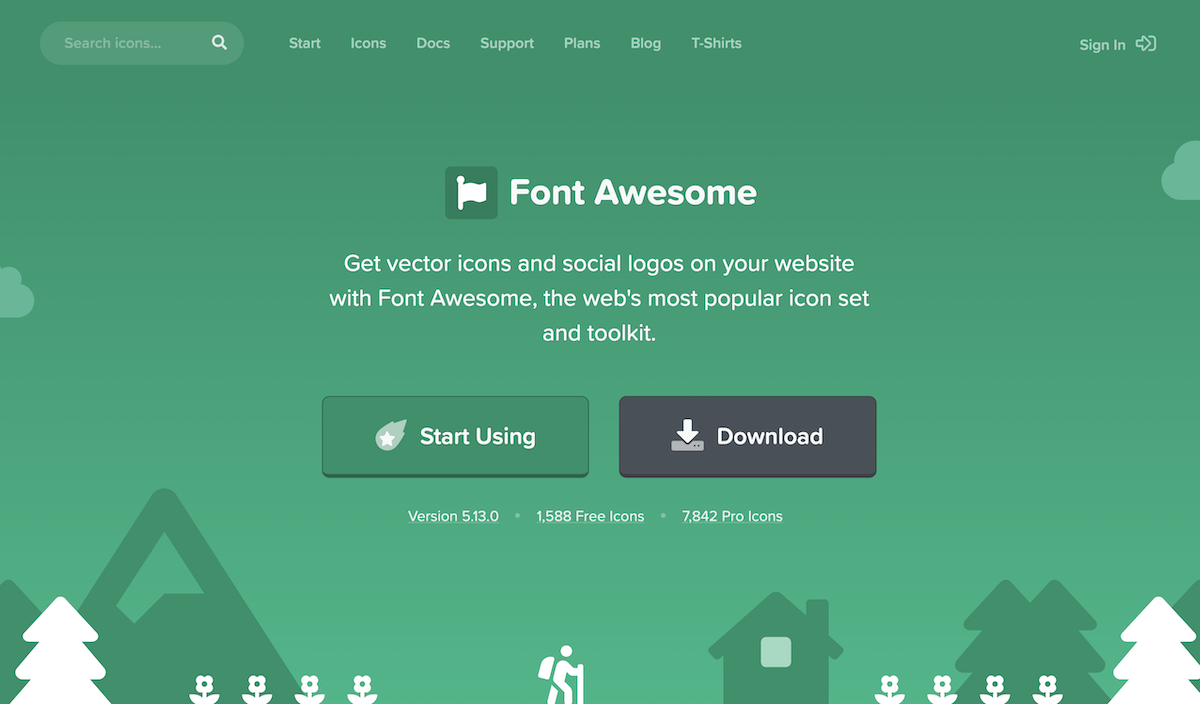 Search icons...
Start
Icons
Docs
Support
Plans
Blog
T-Shirts
Sign In
Font Awesome
Get vector icons and social logos on your website
with Font Awesome, the web's most popular icon set
and toolkit.
Start Using
Download
Version 5.13.0 • 1,588 Free Icons • 7,842 Pro Icons